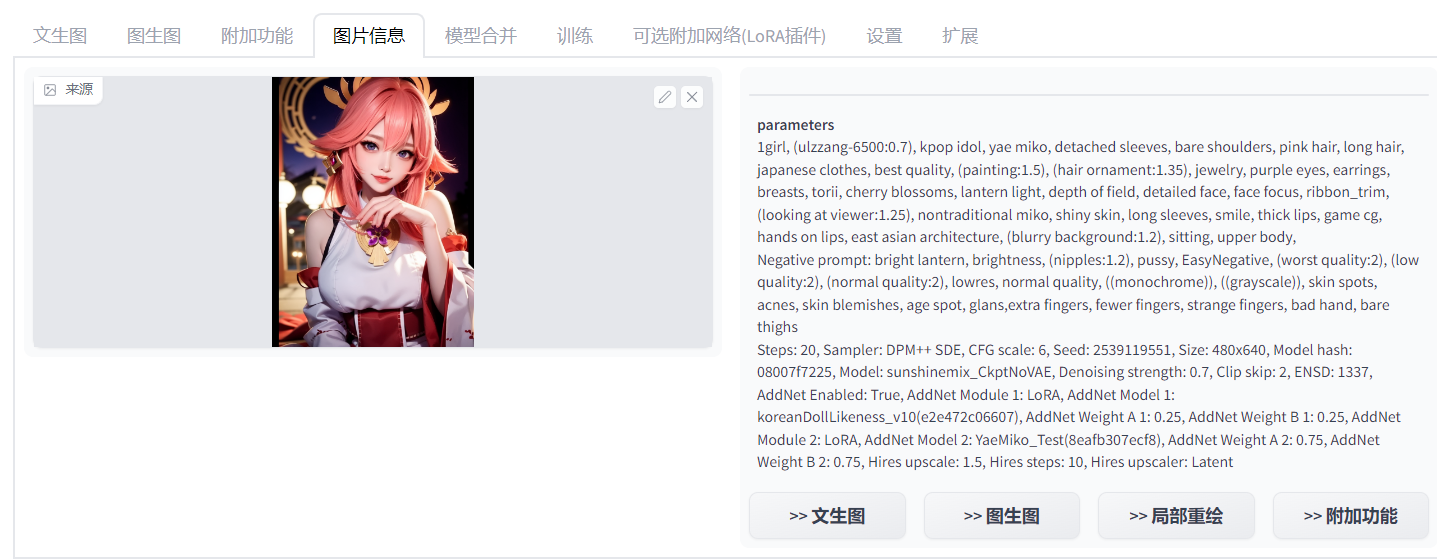 文生图 图生图 附加功能 图片信息 模型合并 训练 可选附加网络(LoRA插件) 设置 扩展
来源
parameters
1girl, (ulzzang-6500:0.7), kpop idol, yae miko, detached sleeves, bare shoulders, pink hair, long hair,
japanese clothes, best quality, (painting:1.5), (hair ornament:1.35), jewelry, purple eyes, earrings,
breasts, torii, cherry blossoms, lantern light, depth of field, detailed face, face focus, ribbon_trim,
(looking at viewer:1.25), nontraditional miko, shiny skin, long sleeves, smile, thick lips, game cg,
hands on lips, east asian architecture, (blurry background:1.2), sitting, upper body,
Negative prompt: bright lantern, brightness, (nipples:1.2), pussy, EasyNegative, (worst quality:2), (low
quality:2), (normal quality:2), lowres, normal quality, ((monochrome)), ((grayscale)), skin spots,
acnes, skin blemishes, age spot, glans,extra fingers, fewer fingers, strange fingers, bad hand, bare
thighs
Steps: 20, Sampler: DPM++ SDE, CFG scale: 6, Seed: 2539119551, Size: 480x640, Model hash:
08007f7225, Model: sunshinemix_CkptNoVAE, Denoising strength: 0.7, Clip skip: 2, ENSD: 1337,
AddNet Enabled: True, AddNet Module 1: LoRA, AddNet Model 1:
koreanDollLikeness_v10(e2e472c06607), AddNet Weight A 1: 0.25, AddNet Weight B 1: 0.25, AddNet
Module 2: LoRA, AddNet Model 2: YaeMiko_Test(8eafb307ecf8), AddNet Weight A 2: 0.75, AddNet
Weight B 2: 0.75, Hires upscale: 1.5, Hires steps: 10, Hires upscaler: Latent
>> 文生图 >> 图生图 >> 局部重绘 >> 附加功能